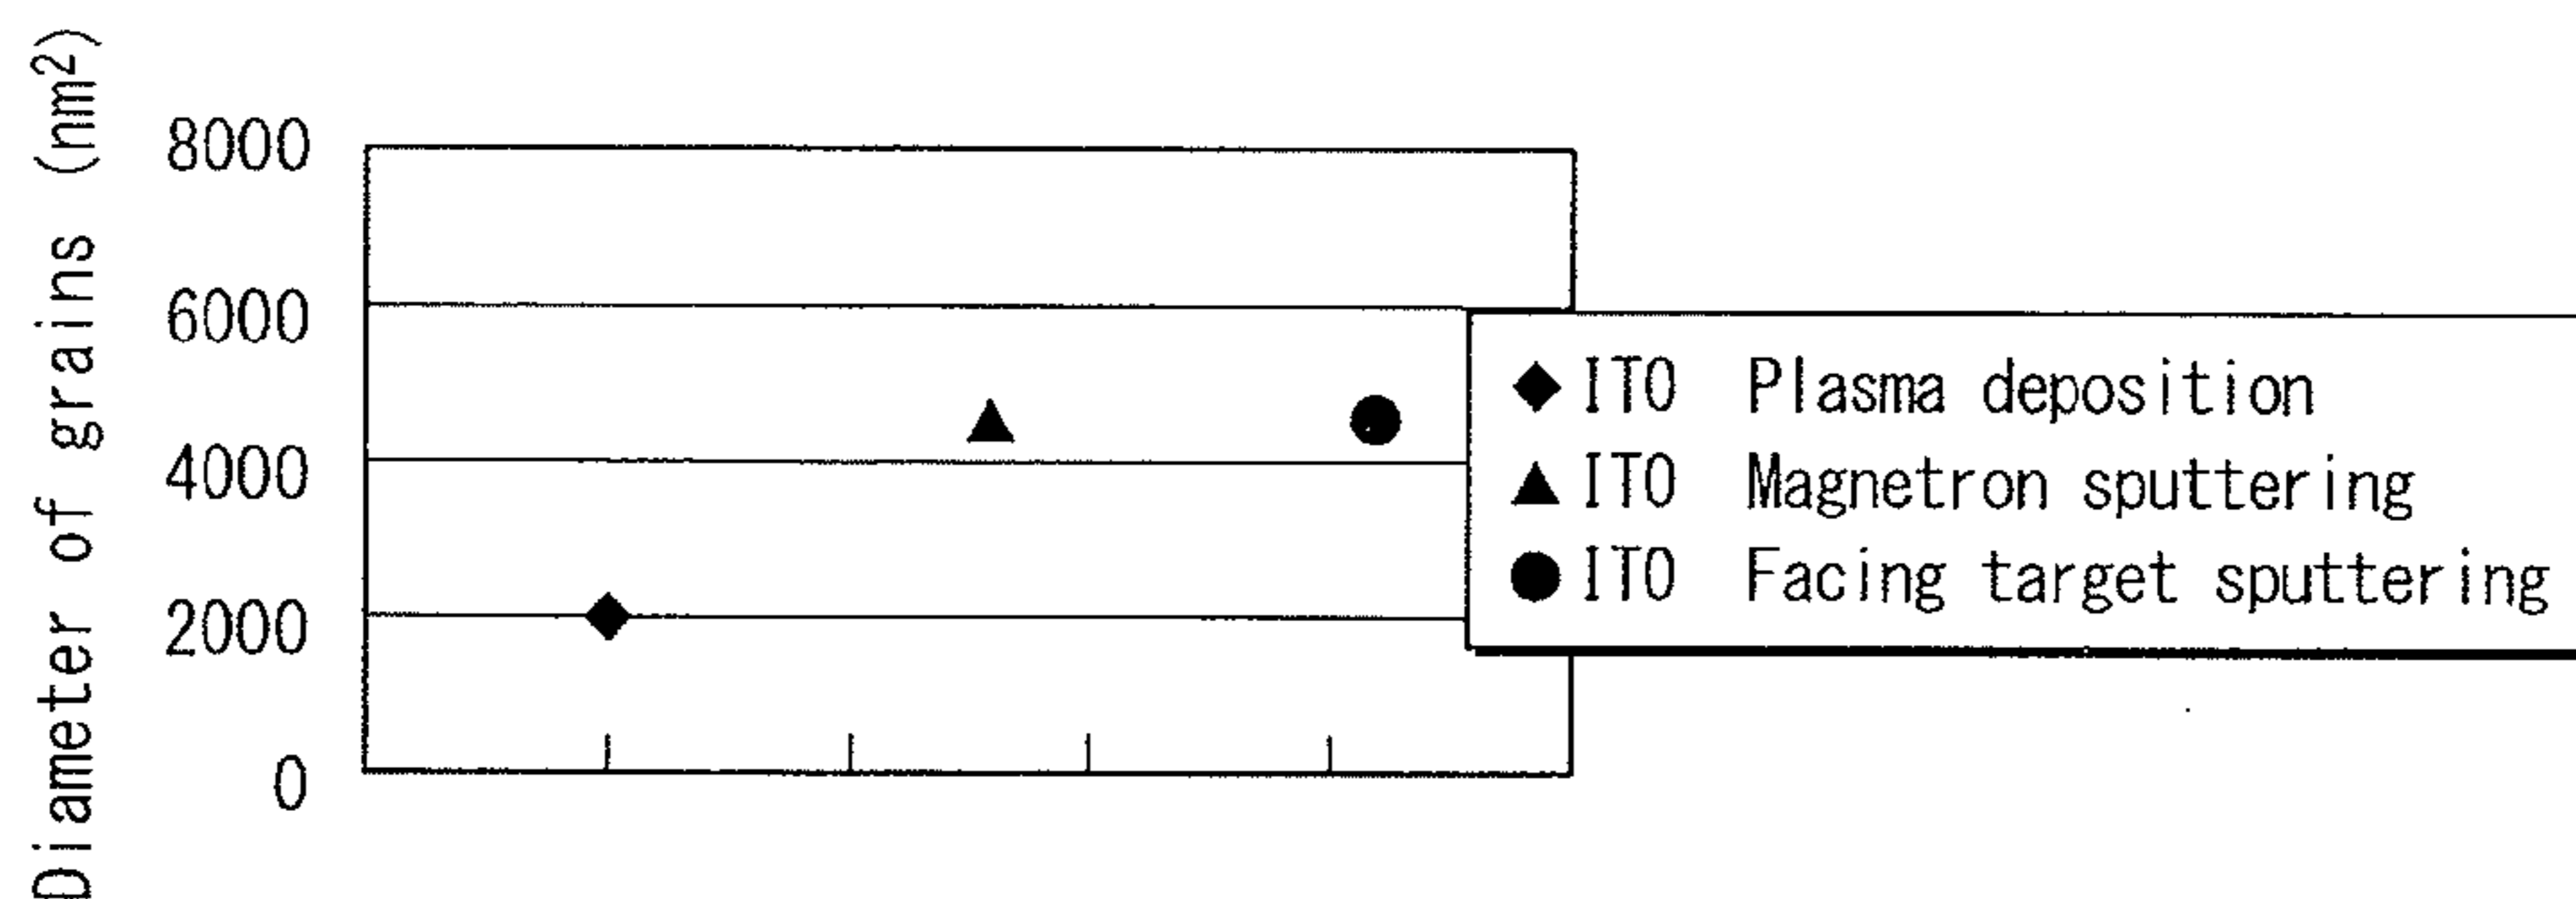 Diameter of grains (nm²)
8000
6000
4000
2000
0
◆ ITO Plasma deposition
▲ ITO Magnetron sputtering
● ITO Facing target sputtering